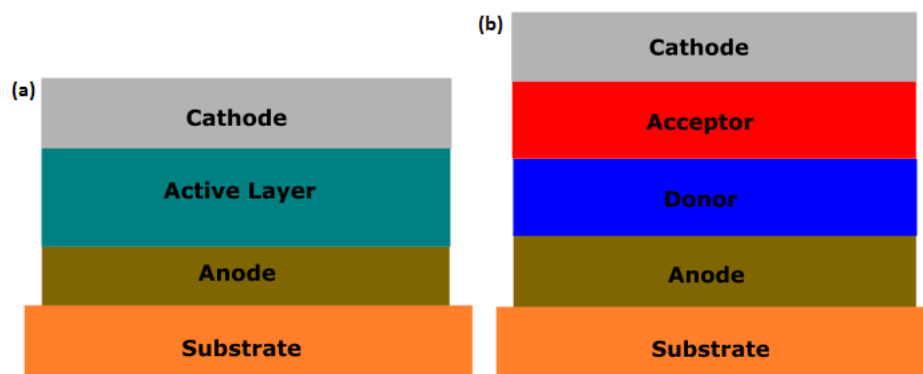 (a)
Cathode
Active Layer
Anode
Substrate
(b)
Cathode
Acceptor
Donor
Anode
Substrate